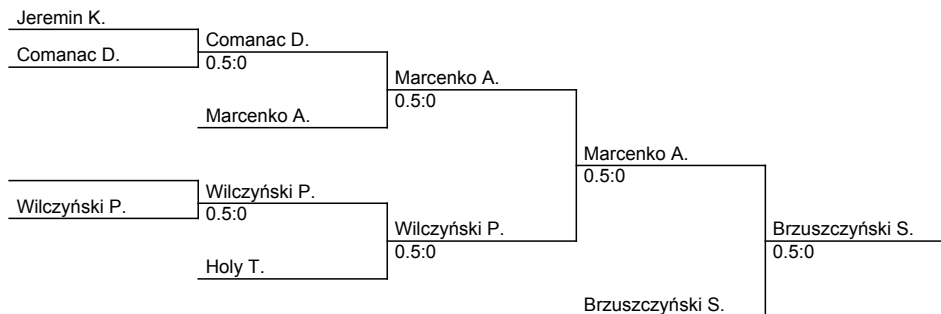 Jeremin K.
Comanac D.
Comanac D.
0.5:0
Marcenko A.
Marcenko A.
0.5:0
Marcenko A.
0.5:0
Wilczyński P.
Wilczyński P.
0.5:0
Holy T.
Wilczyński P.
0.5:0
Brzuszczyński S.
Brzuszczyński S.
0.5:0